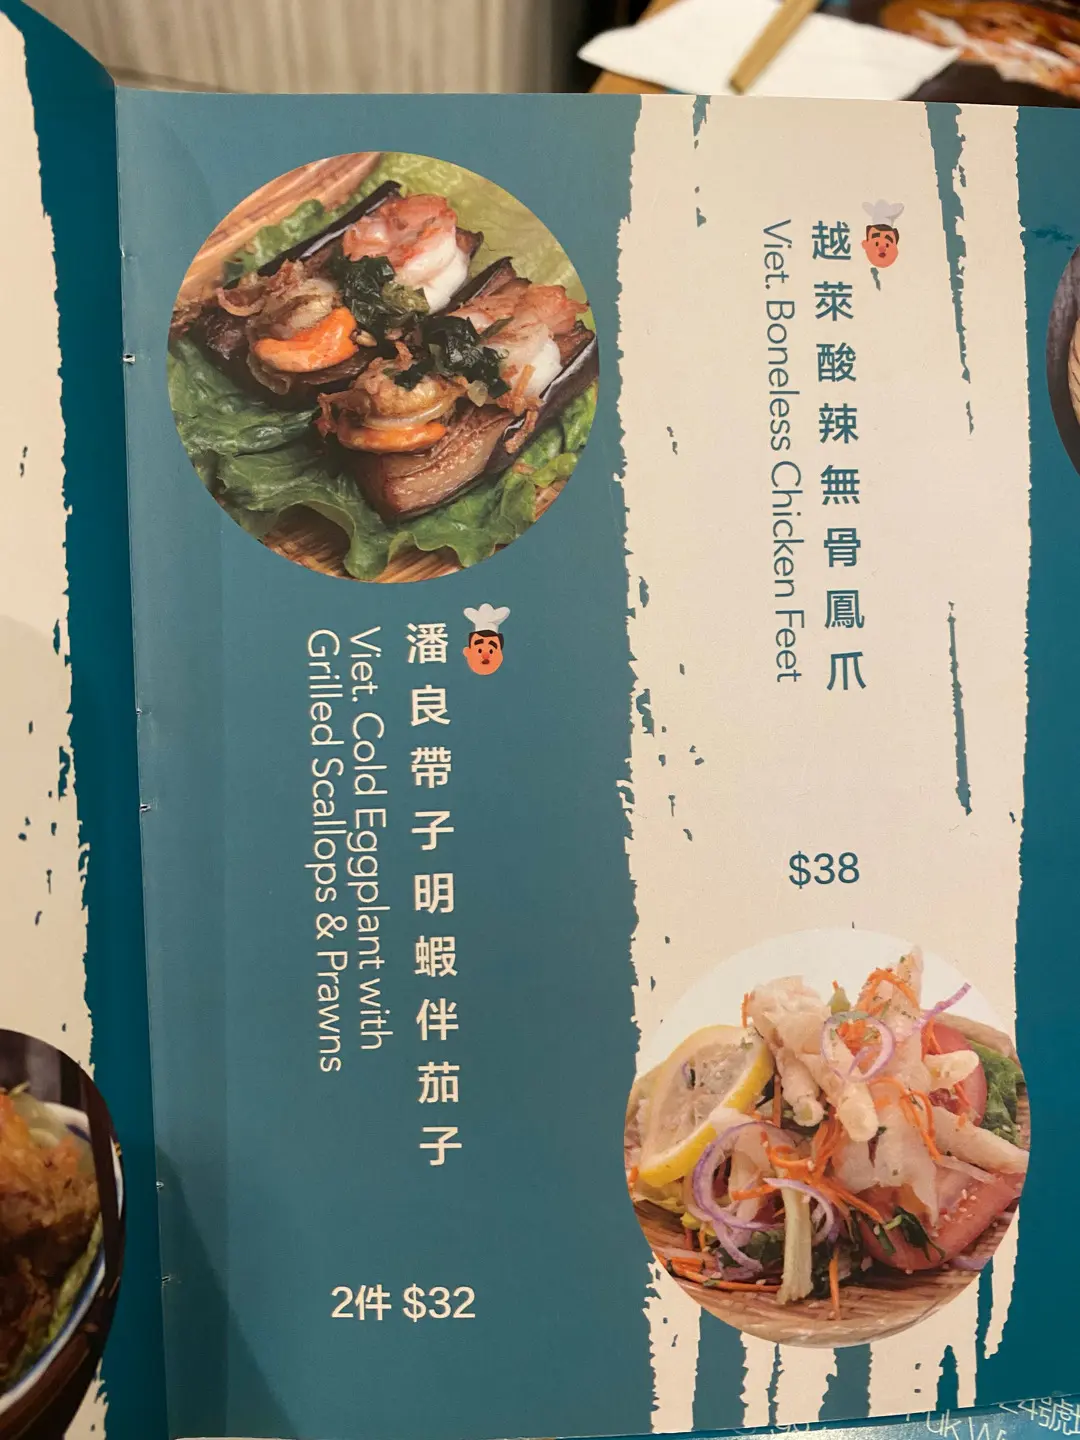 越萊酸辣無骨鳳爪
Viet. Boneless Chicken Feet
$38
潘良帶子明蝦伴茄子
Viet. Cold Eggplant with
Grilled Scallops & Prawns
2件 $32